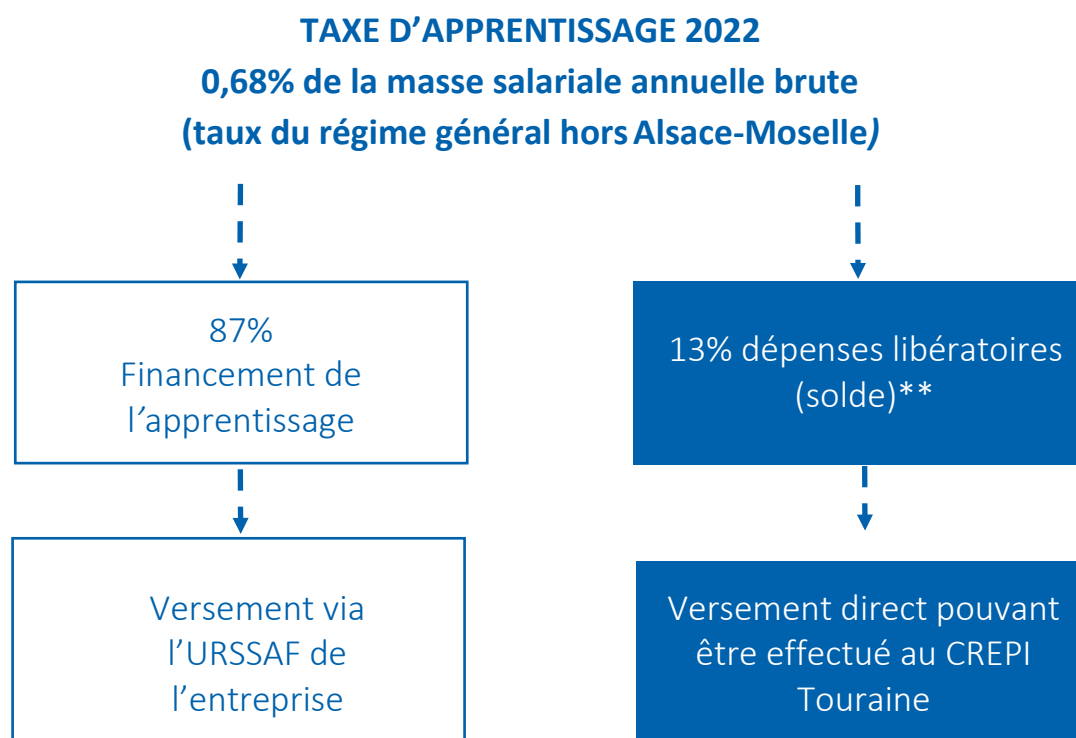 TAXE D’APPRENTISSAGE 2022
0,68% de la masse salariale annuelle brute
(taux du régime général hors Alsace-Moselle)
87%
Financement de
l’apprentissage
13% dépenses libératoires
(solde)**
Versement via
l’URSSAF de
l’entreprise
Versement direct pouvant
être effectué au CREPI
Touraine